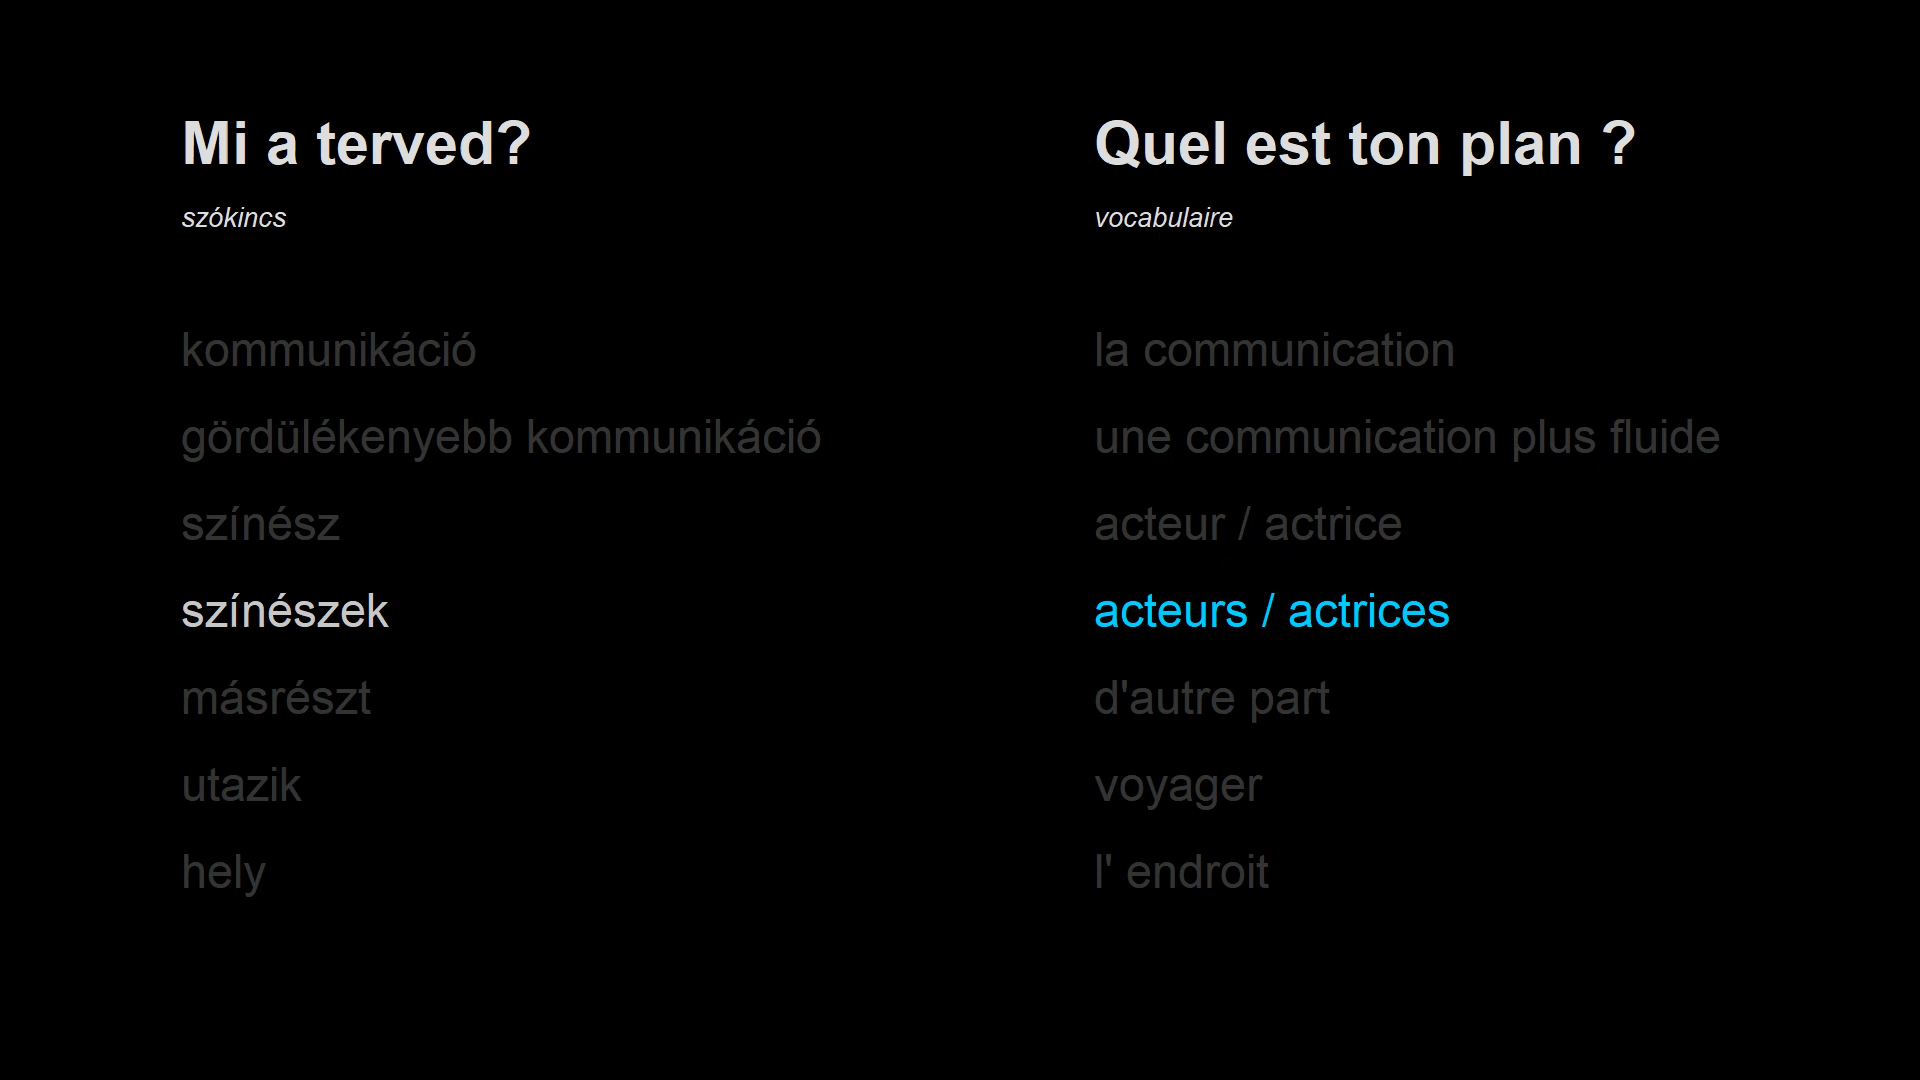 Mi a terved?
szókincs
kommunikáció
gördülékenyebb kommunikáció
színész
színészek
másrészt
utazik
hely
Quel est ton plan ?
vocabulaire
la communication
une communication plus fluide
acteur / actrice
acteurs / actrices
d'autre part
voyager
l' endroit